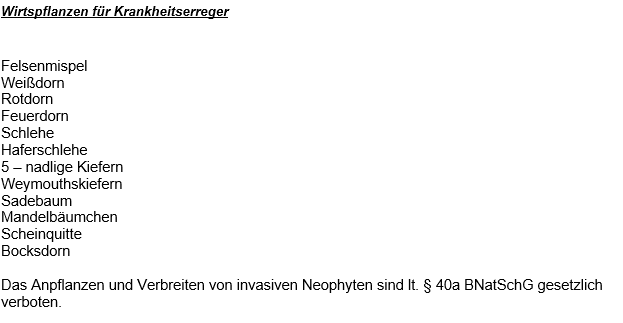 Wirtspflanzen für Krankheitserreger
Felsenmispel
Weißdorn
Rotdorn
Feuerdorn
Schlehe
Haferschlehe
5 – nadlige Kiefern
Weymouthskiefern
Sadebaum
Mandelbäumchen
Scheinquitte
Bocksdorn
Das Anpflanzen und Verbreiten von invasiven Neophyten sind lt. § 40a BNatSchG gesetzlich
verboten.